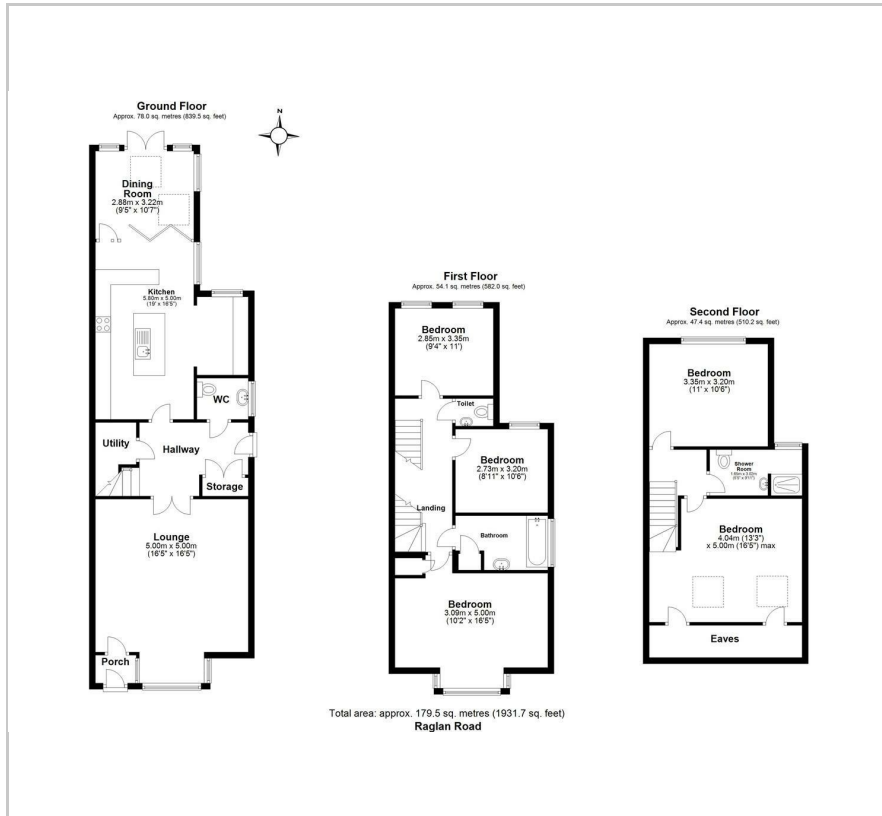 Ground Floor
Approx. 78.0 sq. metres (839.5 sq. feet)
N
Dining
Room
2.88m x 3.22m
(9'5" x 10'7")
Kitchen
5.80m x 5.00m
(19' x 16'5")
WC
Utility
Hallway
Storage
Lounge
5.00m x 5.00m
(16'5" x 16'5")
Porch
First Floor
Approx. 54.1 sq. metres (582.0 sq. feet)
Bedroom
2.85m x 3.35m
(9'4" x 11')
Toilet
Bedroom
2.73m x 3.20m
(8'11" x 10'6")
Landing
Bathroom
Bedroom
3.09m x 5.00m
(10'2" x 16'5")
Second Floor
Approx. 47.4 sq. metres (510.2 sq. feet)
Bedroom
3.35m x 3.20m
(11' x 10'6")
Shower
Room
Bedroom
4.04m (13'3")
x 5.00m (16'5") max
Eaves
Total area: approx. 179.5 sq. metres (1931.7 sq. feet)
Raglan Road